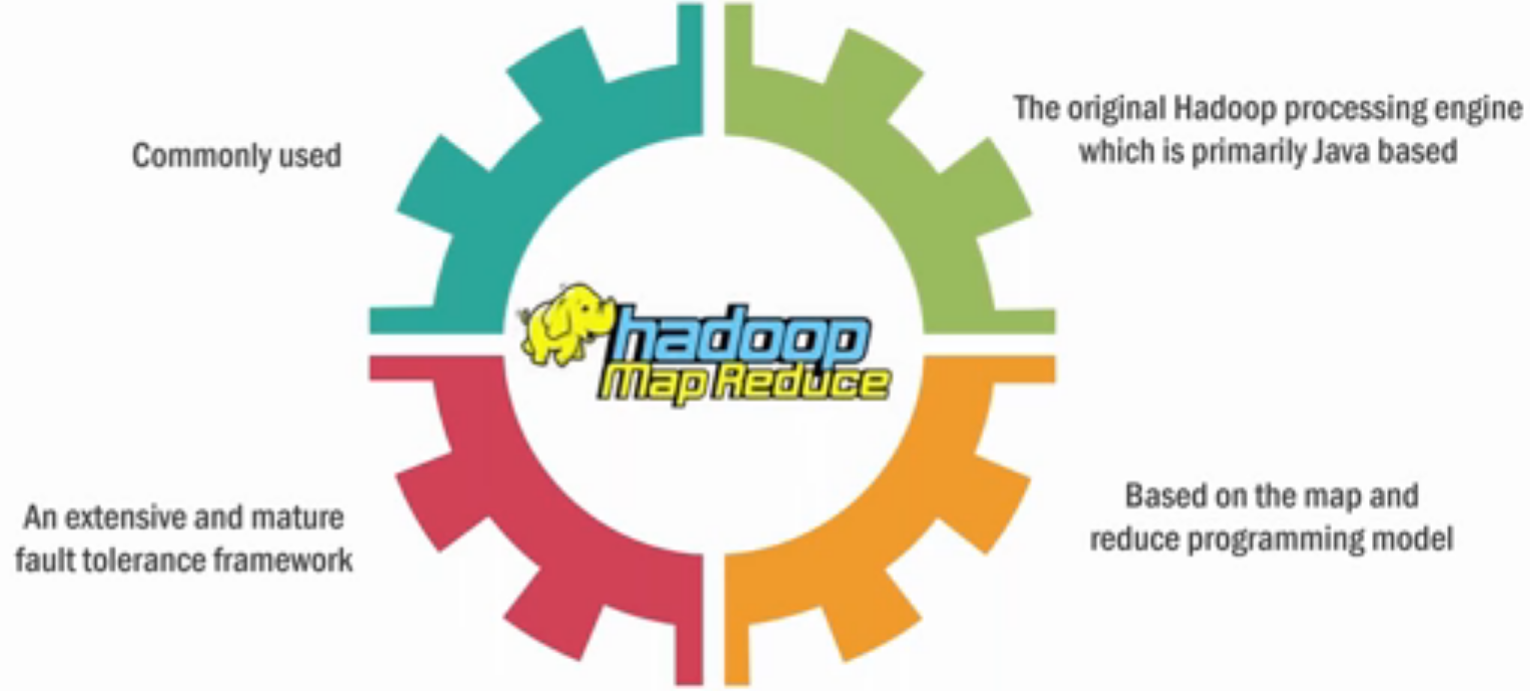 Commonly used
The original Hadoop processing engine
which is primarily Java based
hadoop
Map Reduce
An extensive and mature
fault tolerance framework
Based on the map and
reduce programming model